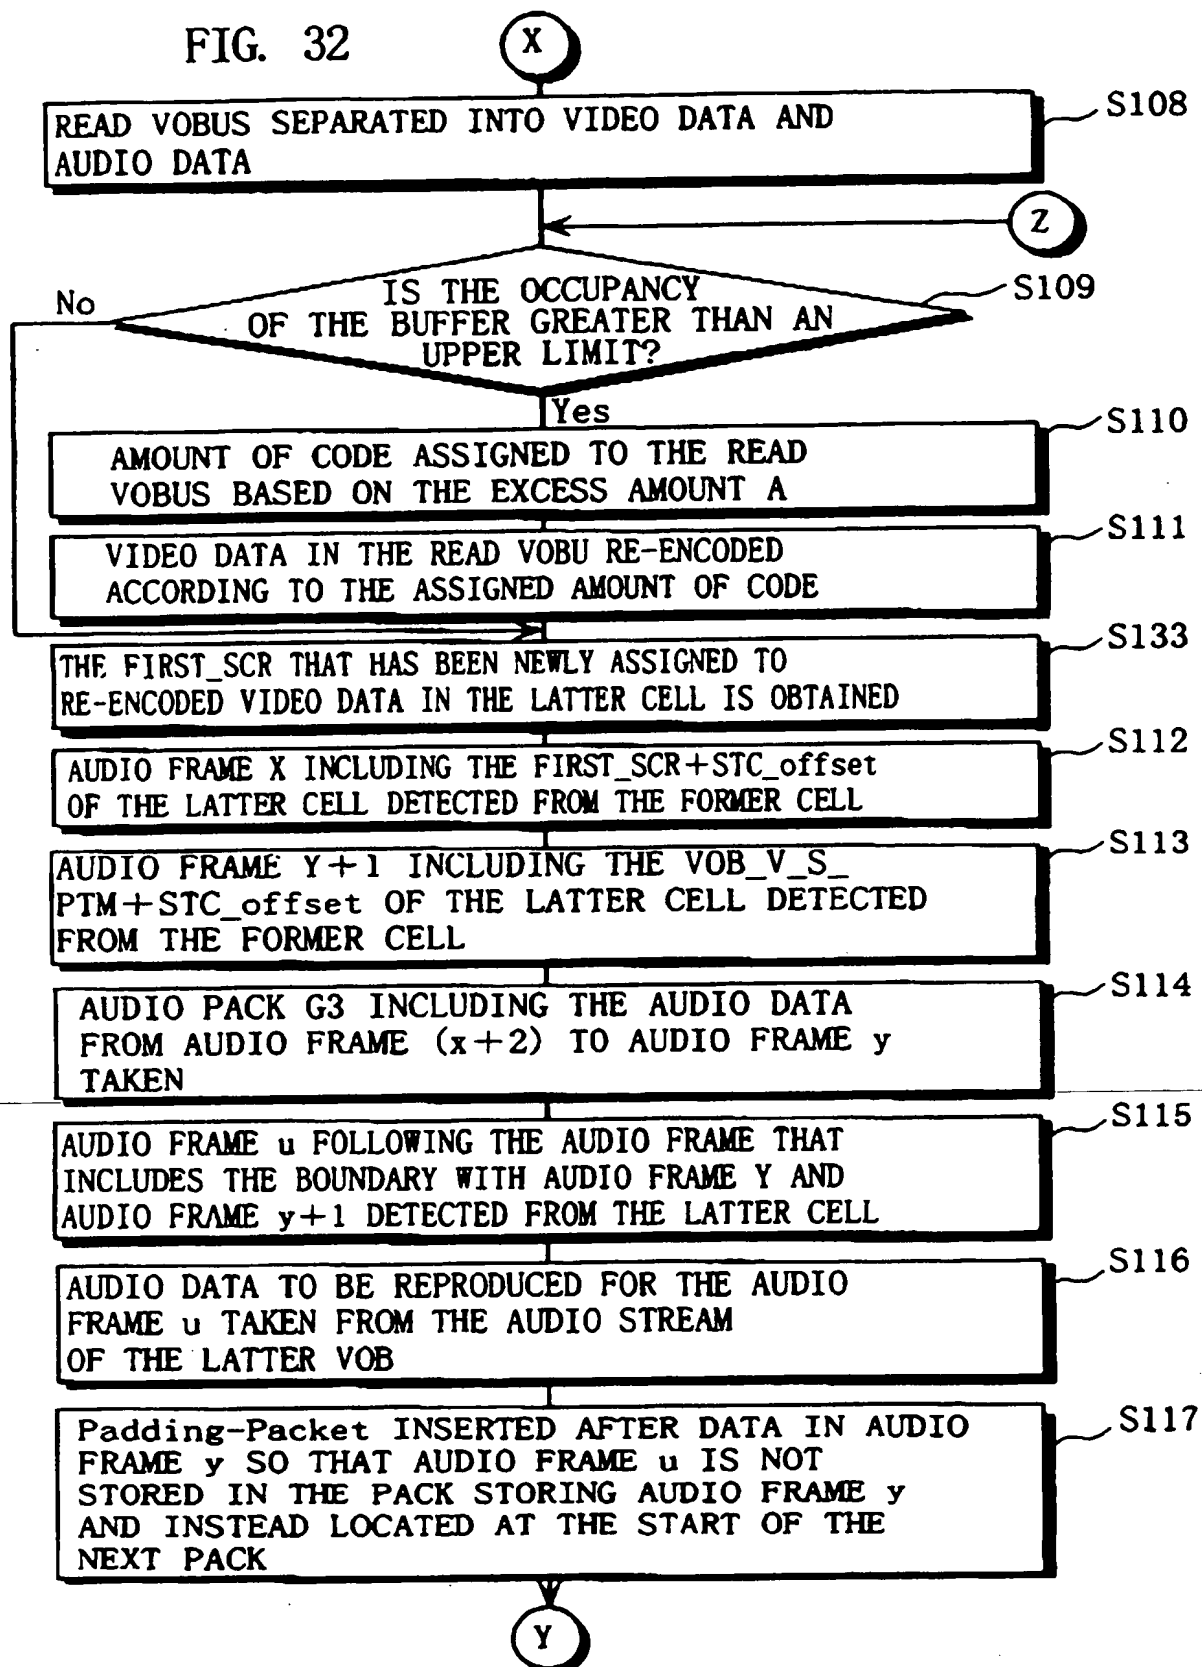 FIG. 32
X
READ VOBUS SEPARATED INTO VIDEO DATA AND
AUDIO DATA
S108
Z
IS THE OCCUPANCY
OF THE BUFFER GREATER THAN AN
UPPER LIMIT?
S109
No
Yes
AMOUNT OF CODE ASSIGNED TO THE READ
VOBUS BASED ON THE EXCESS AMOUNT A
S110
VIDEO DATA IN THE READ VOBU RE-ENCODED
ACCORDING TO THE ASSIGNED AMOUNT OF CODE
S111
THE FIRST_SCR THAT HAS BEEN NEWLY ASSIGNED TO
RE-ENCODED VIDEO DATA IN THE LATTER CELL IS OBTAINED
S133
AUDIO FRAME X INCLUDING THE FIRST_SCR+STC_offset
OF THE LATTER CELL DETECTED FROM THE FORMER CELL
S112
AUDIO FRAME Y+1 INCLUDING THE VOB_V_S_
PTM+STC_offset OF THE LATTER CELL DETECTED
FROM THE FORMER CELL
S113
AUDIO PACK G3 INCLUDING THE AUDIO DATA
FROM AUDIO FRAME (x+2) TO AUDIO FRAME y
TAKEN
S114
AUDIO FRAME u FOLLOWING THE AUDIO FRAME THAT
INCLUDES THE BOUNDARY WITH AUDIO FRAME Y AND
AUDIO FRAME y+1 DETECTED FROM THE LATTER CELL
S115
AUDIO DATA TO BE REPRODUCED FOR THE AUDIO
FRAME u TAKEN FROM THE AUDIO STREAM
OF THE LATTER VOB
S116
Padding-Packet INSERTED AFTER DATA IN AUDIO
FRAME y SO THAT AUDIO FRAME u IS NOT
STORED IN THE PACK STORING AUDIO FRAME y
AND INSTEAD LOCATED AT THE START OF THE
NEXT PACK
S117
Y